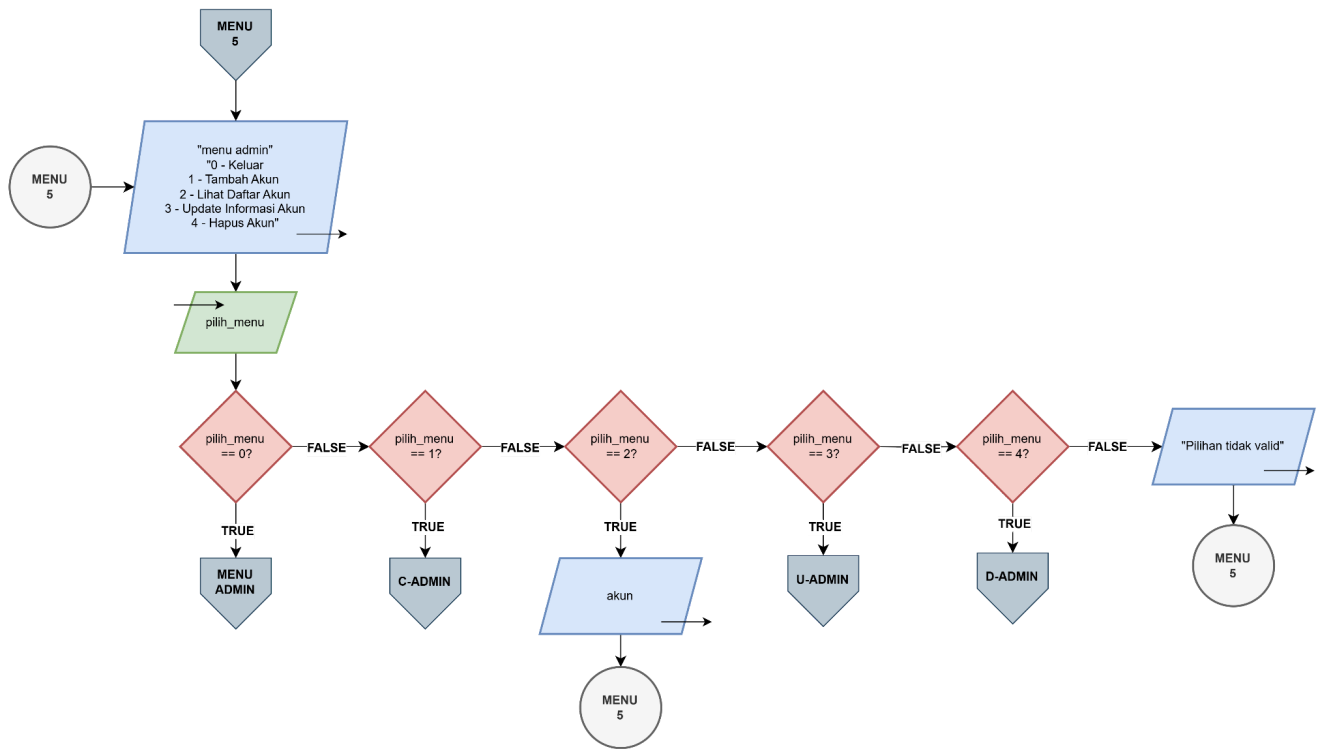 MENU
5
MENU
5
"menu admin"
"0 - Keluar
1 - Tambah Akun
2 - Lihat Daftar Akun
3 - Update Informasi Akun
4 - Hapus Akun"
pilih_menu
pilih_menu
== 0?
FALSE
pilih_menu
== 1?
FALSE
pilih_menu
== 2?
FALSE
pilih_menu
== 3?
FALSE
pilih_menu
== 4?
FALSE
"Pilihan tidak valid"
TRUE
TRUE
TRUE
TRUE
TRUE
MENU
ADMIN
C-ADMIN
akun
U-ADMIN
D-ADMIN
MENU
5
MENU
5